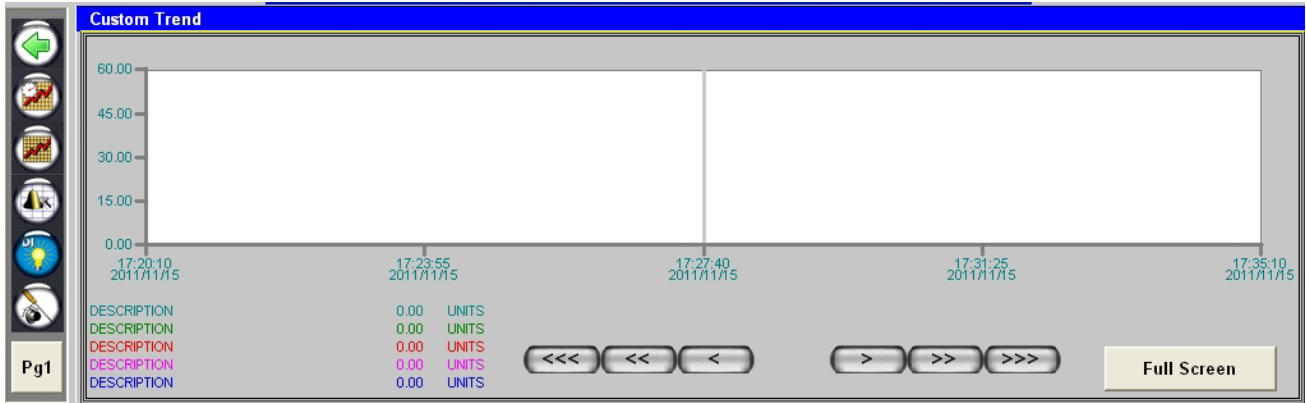 Custom Trend
60.00
45.00
30.00
15.00
0.00
17:20:10 17:23:55 17:27:40 17:31:25 17:35:10
2011/11/15 2011/11/15 2011/11/15 2011/11/15 2011/11/15
DESCRIPTION 0.00 UNITS
DESCRIPTION 0.00 UNITS
DESCRIPTION 0.00 UNITS
DESCRIPTION 0.00 UNITS
DESCRIPTION 0.00 UNITS
<<< << < > >> >>>
Full Screen
DI
Pg1